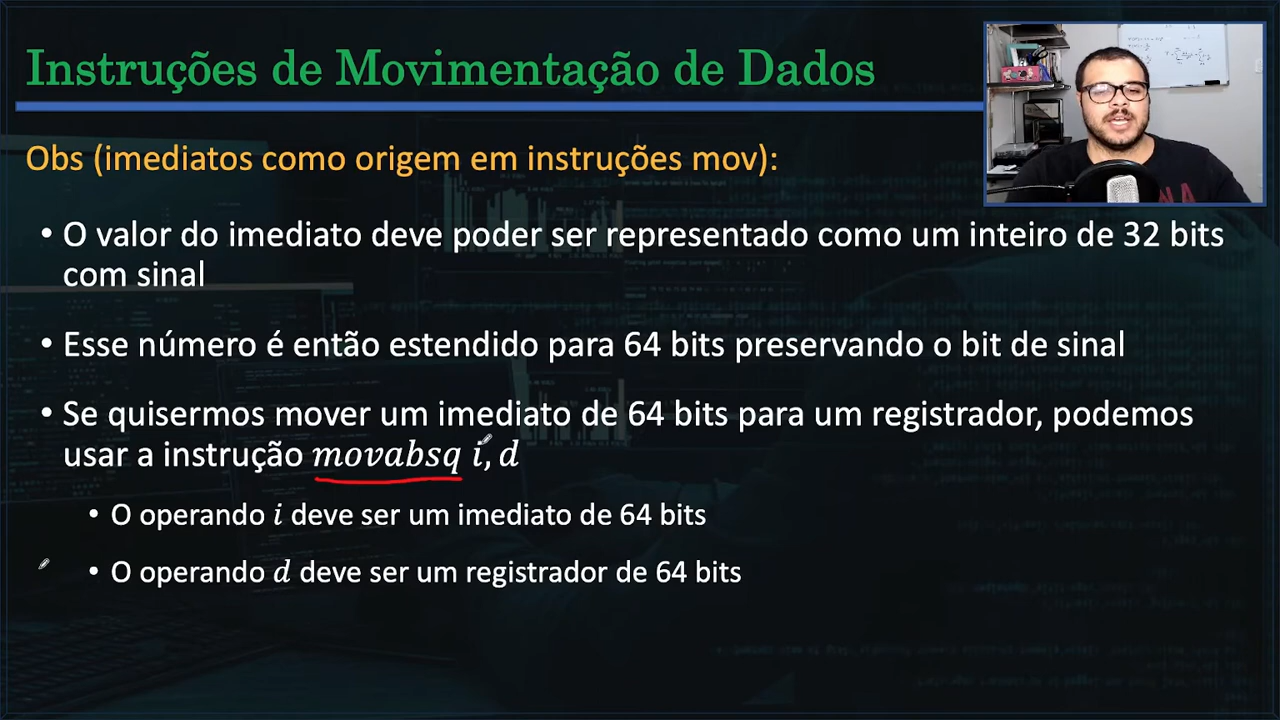 Instruções de Movimentação de Dados
Obs (imediatos como origem em instruções mov):
• O valor do imediato deve poder ser representado como um inteiro de 32 bits
com sinal
• Esse número é então estendido para 64 bits preservando o bit de sinal
• Se quisermos mover um imediato de 64 bits para um registrador, podemos
usar a instrução movabsq i, d
• O operando i deve ser um imediato de 64 bits
• O operando d deve ser um registrador de 64 bits